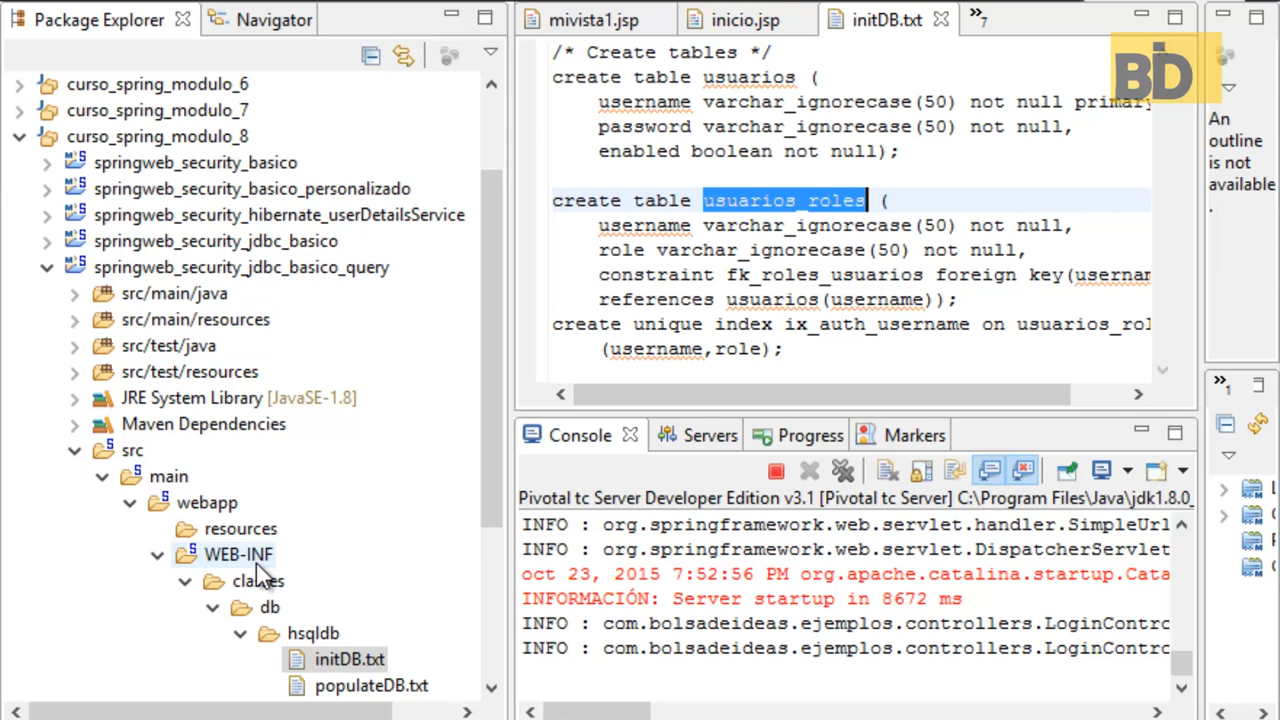 Package Explorer
Navigator
curso_spring_modulo_6
curso_spring_modulo_7
curso_spring_modulo_8
springweb_security_basico
springweb_security_basico_personalizado
springweb_security_hibernate_userDetailsService
springweb_security_jdbc_basico
springweb_security_jdbc_basico_query
src/main/java
src/main/resources
src/test/java
src/test/resources
JRE System Library [JavaSE-1.8]
Maven Dependencies
src
main
webapp
resources
WEB-INF
classes
db
hsqldb
initDB.txt
populateDB.txt
mivista1.jsp
inicio.jsp
initDB.txt
7
/* Create tables */
create table usuarios (
username varchar_ignorecase(50) not null primary
password varchar_ignorecase(50) not null,
enabled boolean not null);
create table usuarios_roles (
username varchar_ignorecase(50) not null,
role varchar_ignorecase(50) not null,
constraint fk_roles_usuarios foreign key(usernam
references usuarios(username));
create unique index ix_auth_username on usuarios_rol
(username,role);
BD
An
outline
is not
available
.
Console
Servers
Progress
Markers
Pivotal tc Server Developer Edition v3.1 [Pivotal tc Server] C:\Program Files\Java\jdk1.8.0_
INFO : org.springframework.web.servlet.handler.SimpleUrl
INFO : org.springframework.web.servlet.DispatcherServlet
oct 23, 2015 7:52:56 PM org.apache.catalina.startup.Cata
INFORMACIÓN: Server startup in 8672 ms
INFO : com.bolsadeideas.ejemplos.controllers.LoginContro
INFO : com.bolsadeideas.ejemplos.controllers.LoginContro
1